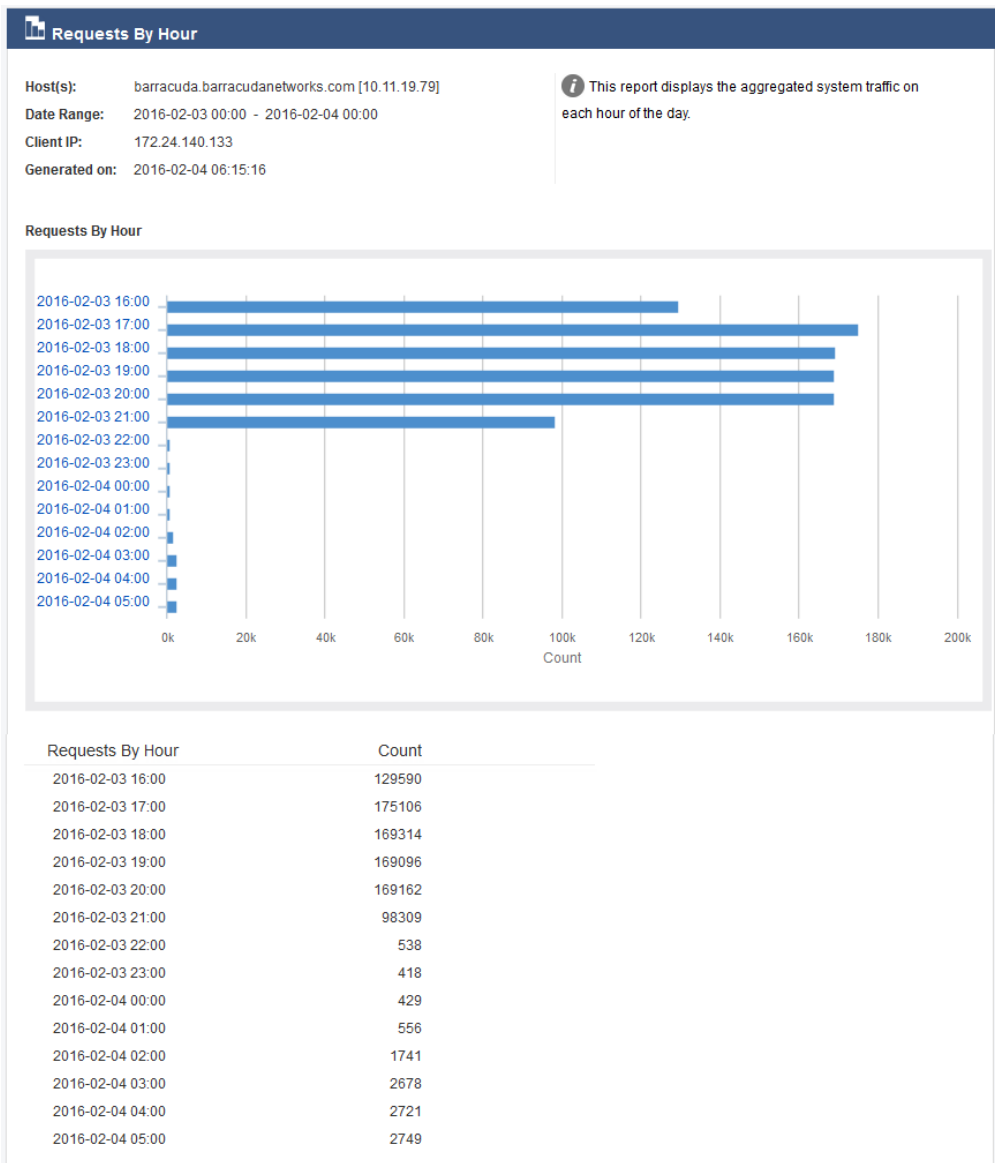 Requests By Hour
Host(s): barracuda.barracudanetworks.com [10.11.19.79]
Date Range: 2016-02-03 00:00 - 2016-02-04 00:00
Client IP: 172.24.140.133
Generated on: 2016-02-04 06:15:16
i This report displays the aggregated system traffic on
each hour of the day.
Requests By Hour
2016-02-03 16:00
2016-02-03 17:00
2016-02-03 18:00
2016-02-03 19:00
2016-02-03 20:00
2016-02-03 21:00
2016-02-03 22:00
2016-02-03 23:00
2016-02-04 00:00
2016-02-04 01:00
2016-02-04 02:00
2016-02-04 03:00
2016-02-04 04:00
2016-02-04 05:00
0k 20k 40k 60k 80k 100k 120k 140k 160k 180k 200k
Count
Requests By Hour Count
2016-02-03 16:00 129590
2016-02-03 17:00 175106
2016-02-03 18:00 169314
2016-02-03 19:00 169096
2016-02-03 20:00 169162
2016-02-03 21:00 98309
2016-02-03 22:00 538
2016-02-03 23:00 418
2016-02-04 00:00 429
2016-02-04 01:00 556
2016-02-04 02:00 1741
2016-02-04 03:00 2678
2016-02-04 04:00 2721
2016-02-04 05:00 2749